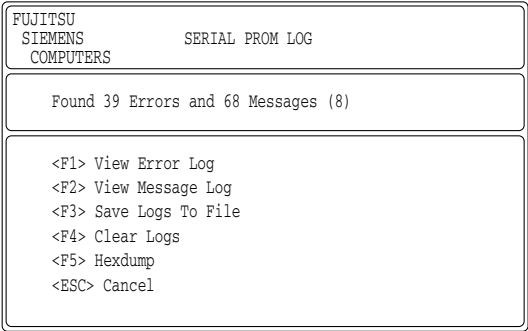 FUJITSU
SIEMENS SERIAL PROM LOG
COMPUTERS
Found 39 Errors and 68 Messages (8)
<F1> View Error Log
<F2> View Message Log
<F3> Save Logs To File
<F4> Clear Logs
<F5> Hexdump
<ESC> Cancel